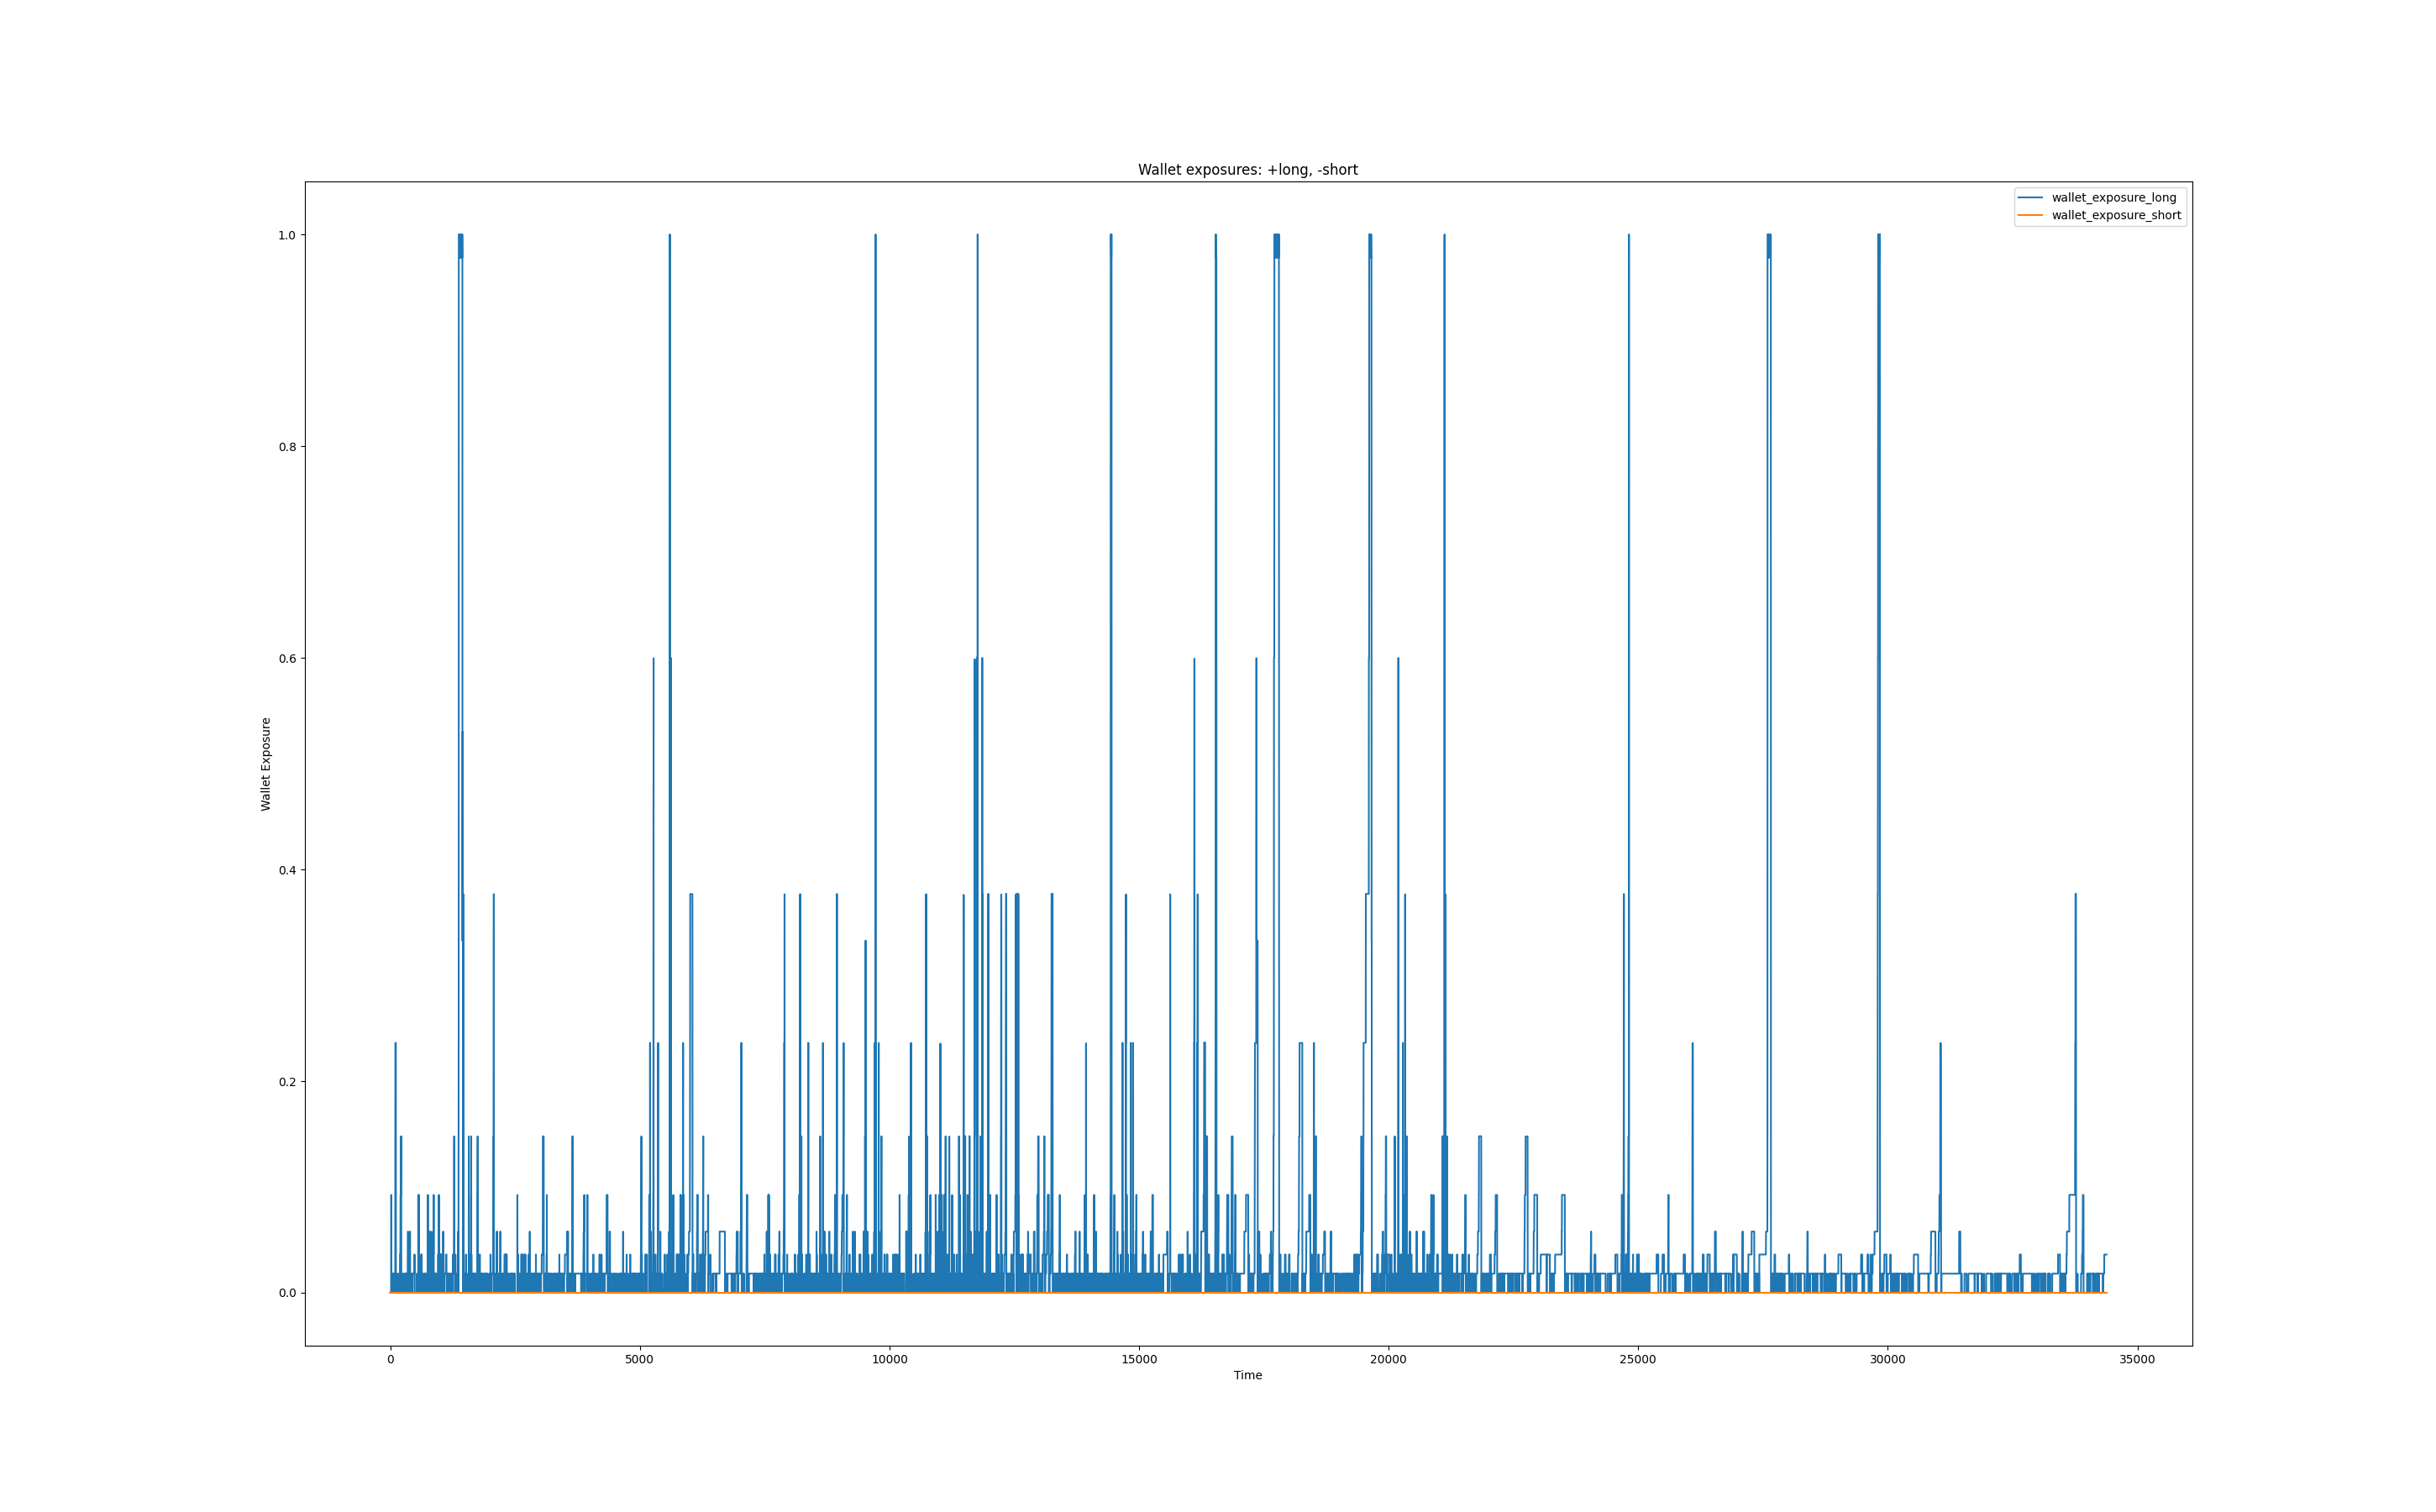 Wallet exposures: +long, -short
wallet_exposure_long
wallet_exposure_short
1.0
0.8
0.6
0.4
0.2
0.0
Wallet Exposure
0 5000 10000 15000 20000 25000 30000 35000
Time